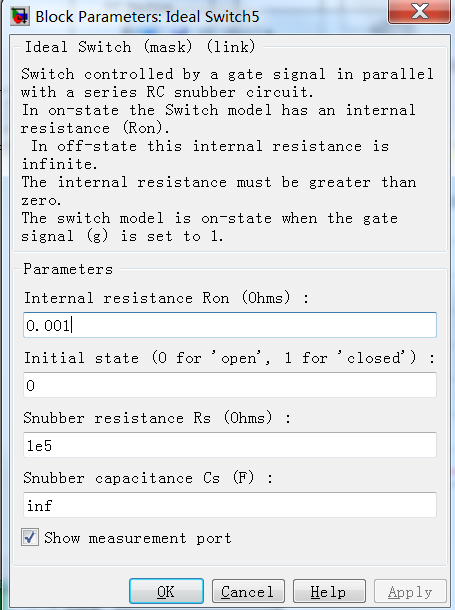 Block Parameters: Ideal Switch5
Ideal Switch (mask) (link)
Switch controlled by a gate signal in parallel
with a series RC snubber circuit.
In on-state the Switch model has an internal
resistance (Ron).
In off-state this internal resistance is
infinite.
The internal resistance must be greater than
zero.
The switch model is on-state when the gate
signal (g) is set to 1.
Parameters
Internal resistance Ron (Ohms) :
0.001
Initial state (0 for 'open', 1 for 'closed') :
0
Snubber resistance Rs (Ohms) :
1e5
Snubber capacitance Cs (F) :
inf
Show measurement port
OK Cancel Help Apply